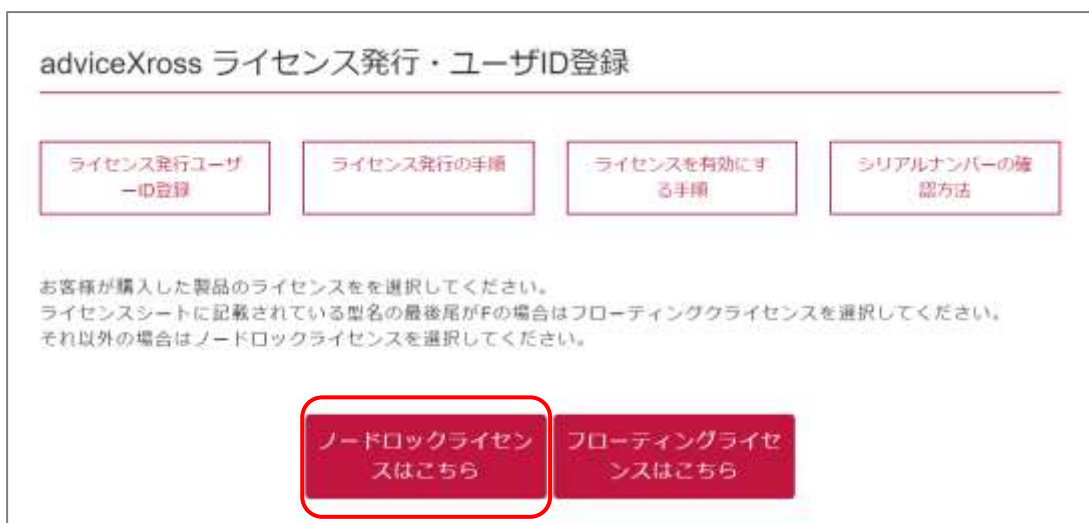 adviceXross ライセンス発行・ユーザID登録
ライセンス発行ユーザ
ーID登録
ライセンス発行の手順
ライセンスを有効にす
る手順
シリアルナンバーの確
認方法
お客様が購入した製品のライセンスをを選択してください。
ライセンスシートに記載されている型名の最後尾がFの場合はフローティンググライセンスを選択してください。
それ以外の場合はノードロックライセンスを選択してください。
ノードロックライセン
スはこちら
フローティングライセ
ンスはこちら